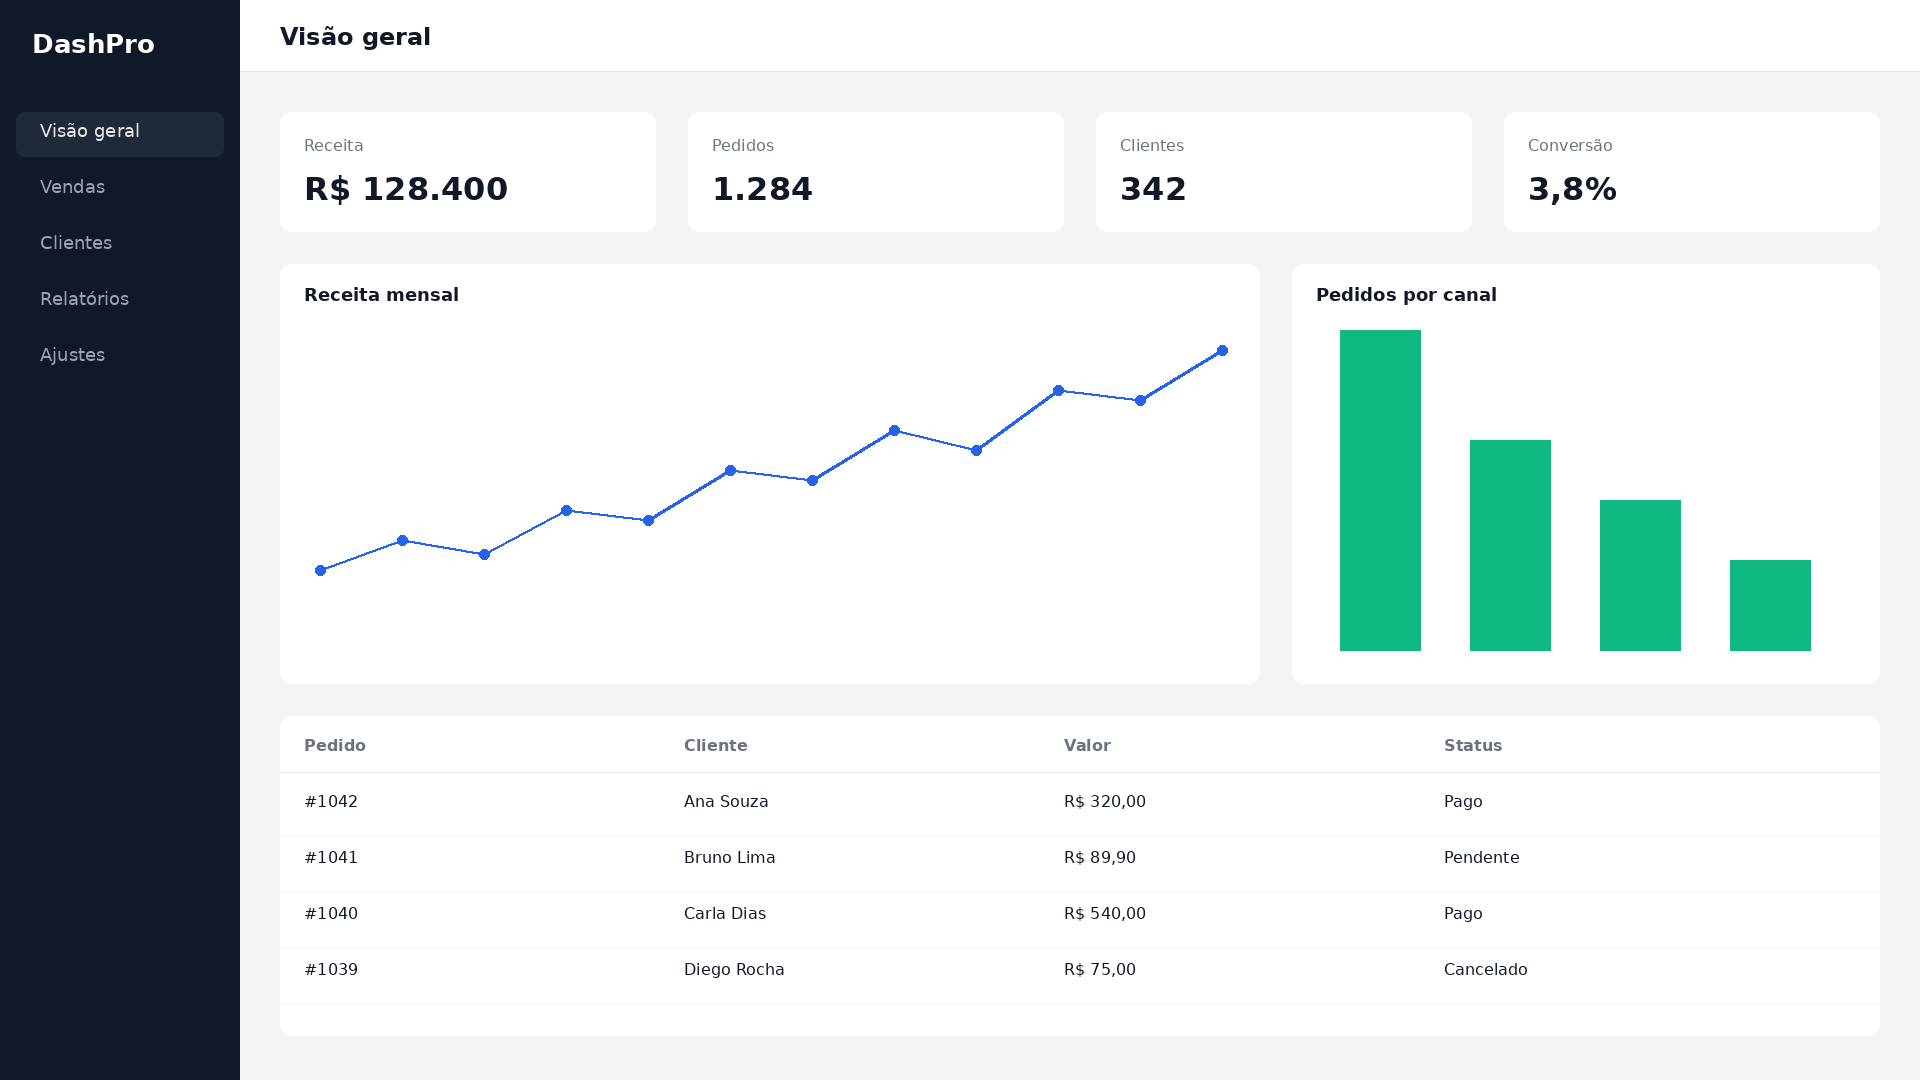 DashPro
Visão geral
Vendas
Clientes
Relatórios
Ajustes
Visão geral
Receita
R$ 128.400
Pedidos
1.284
Clientes
342
Conversão
3,8%
Receita mensal
Pedidos por canal
Pedido Cliente Valor Status
#1042 Ana Souza R$ 320,00 Pago
#1041 Bruno Lima R$ 89,90 Pendente
#1040 Carla Dias R$ 540,00 Pago
#1039 Diego Rocha R$ 75,00 Cancelado